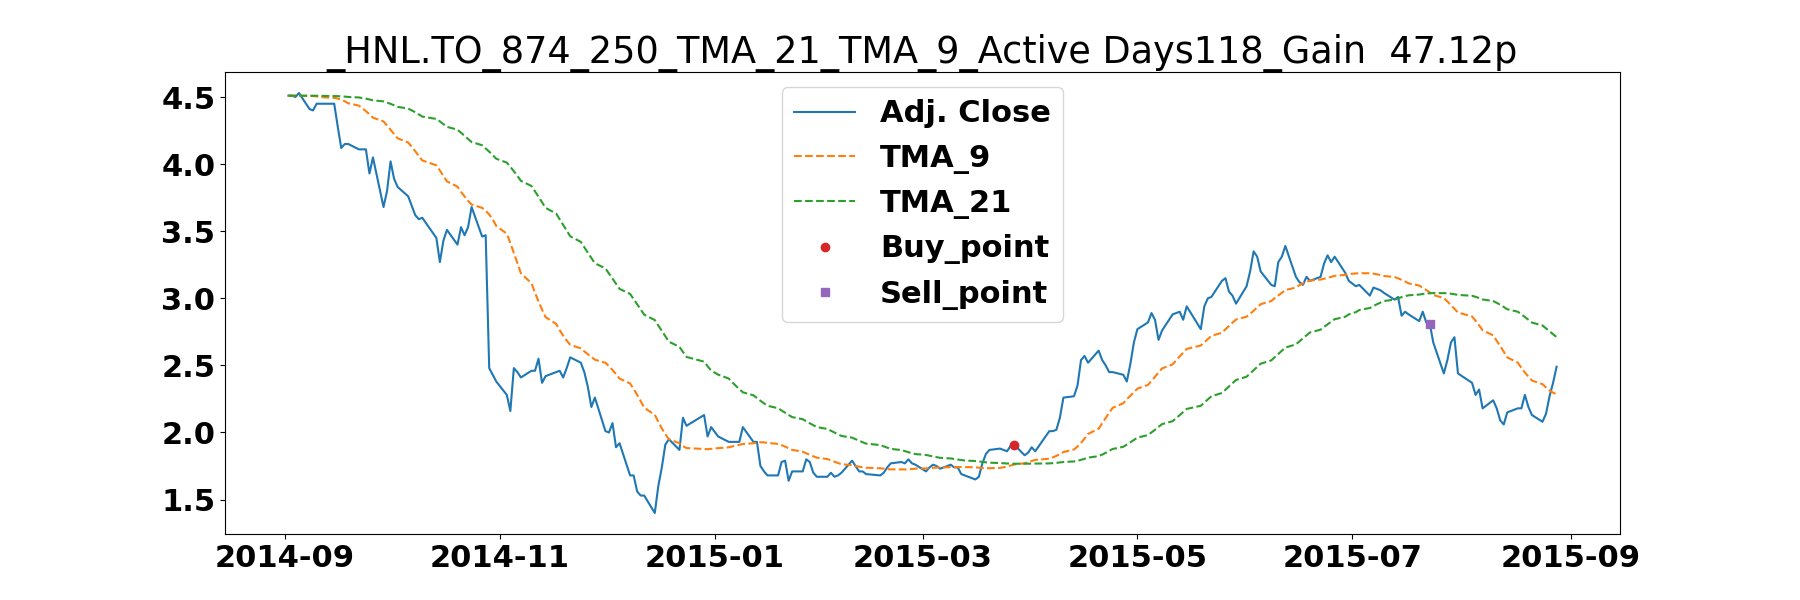 _HNL.TO_874_250_TMA_21_TMA_9_Active Days118_Gain  47.12p
4.5
4.0
3.5
3.0
2.5
2.0
1.5
Adj. Close
TMA_9
TMA_21
Buy_point
Sell_point
2014-09
2014-11
2015-01
2015-03
2015-05
2015-07
2015-09